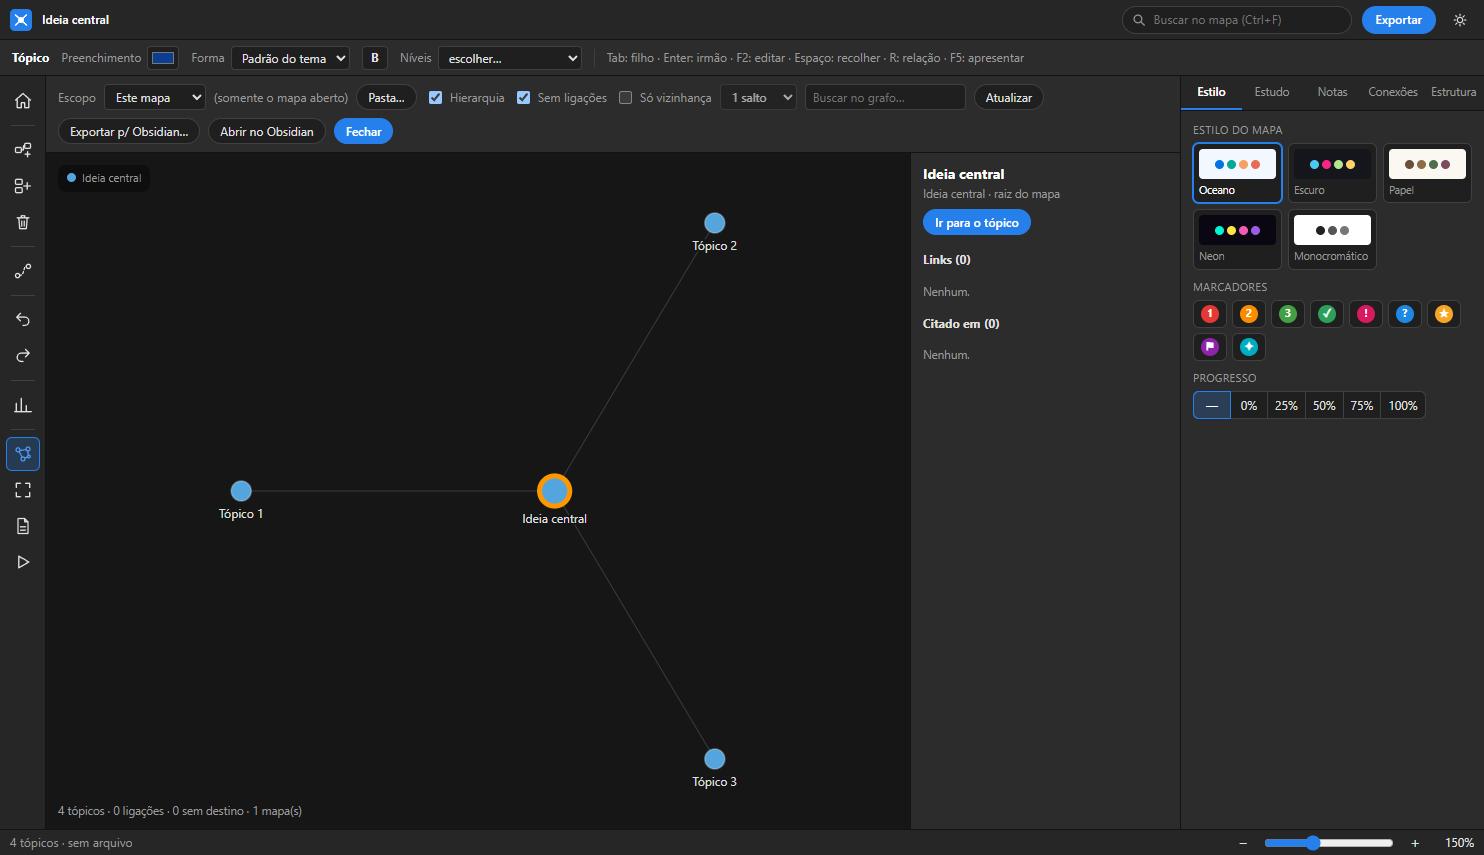 Ideia central
Buscar no mapa (Ctrl+F)
Exportar
Tópico
Preenchimento
Forma
Padrão do tema
B
Níveis
escolher...
Tab: filho · Enter: irmão · F2: editar · Espaço: recolher · R: relação · F5: apresentar
Escopo
Este mapa
(somente o mapa aberto)
Pasta...
Hierarquia
Sem ligações
Só vizinhança
1 salto
Buscar no grafo...
Atualizar
Exportar p/ Obsidian...
Abrir no Obsidian
Fechar
Ideia central
Tópico 2
Tópico 1
Ideia central
Tópico 3
4 tópicos · 0 ligações · 0 sem destino · 1 mapa(s)
Ideia central
Ideia central · raiz do mapa
Ir para o tópico
Links (0)
Nenhum.
Citado em (0)
Nenhum.
Estilo
Estudo
Notas
Conexões
Estrutura
ESTILO DO MAPA
Oceano
Escuro
Papel
Neon
Monocromático
MARCADORES
1
2
3
!
?
PROGRESSO
—
0%
25%
50%
75%
100%
4 tópicos · sem arquivo
−
+
150%